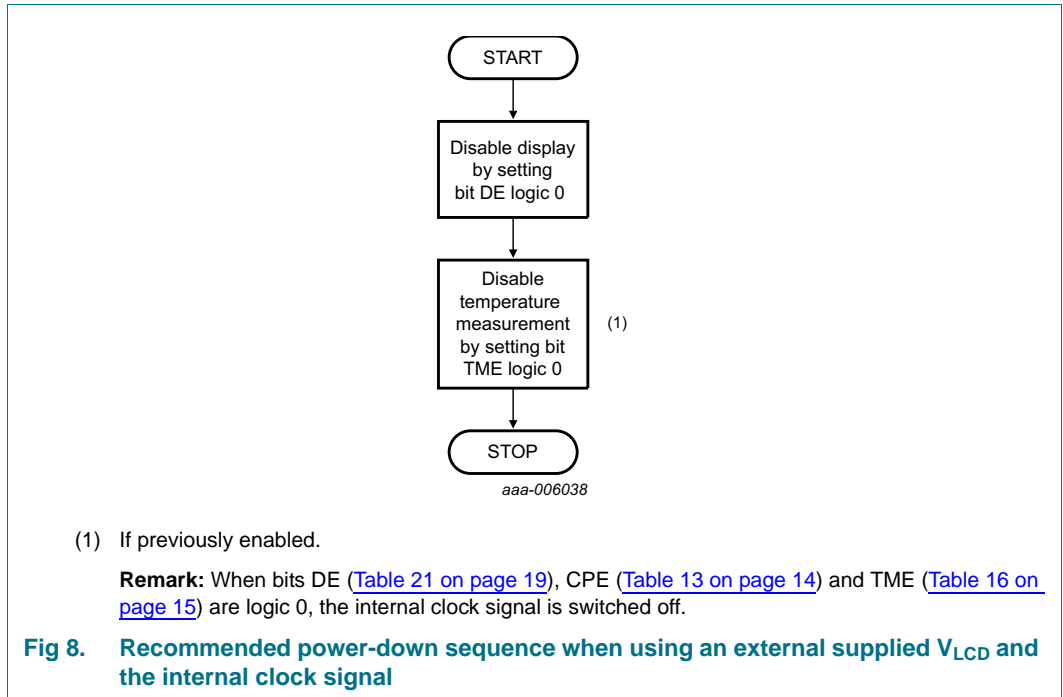 START
Disable display
by setting
bit DE logic 0
Disable
temperature
measurement
by setting bit
TME logic 0
(1)
STOP
aaa-006038
(1) If previously enabled.
Remark: When bits DE (Table 21 on page 19), CPE (Table 13 on page 14) and TME (Table 16 on
page 15) are logic 0, the internal clock signal is switched off.
Fig 8. Recommended power-down sequence when using an external supplied VLCD and
the internal clock signal